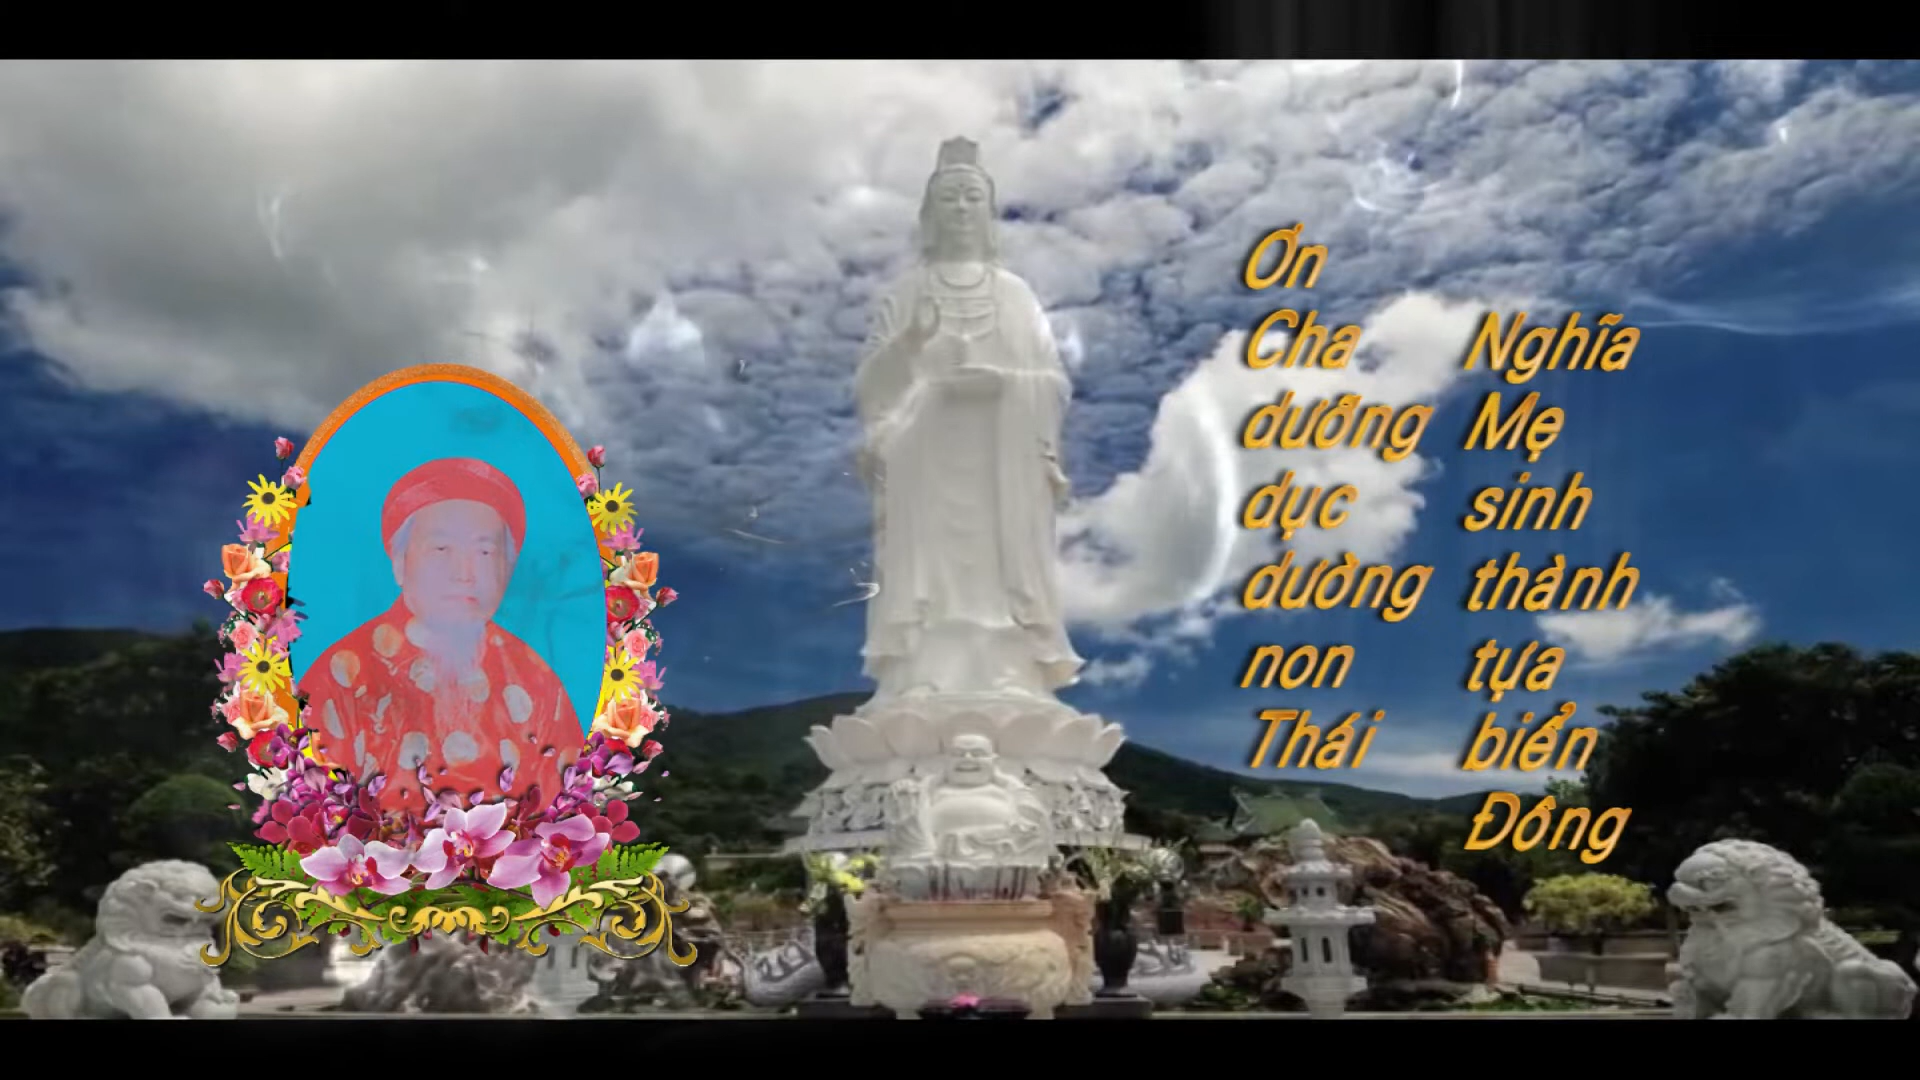 Ơn
Cha
dưỡng
dục
dường
non
Thái
Nghĩa
Mẹ
sinh
thành
tựa
biển
Đông